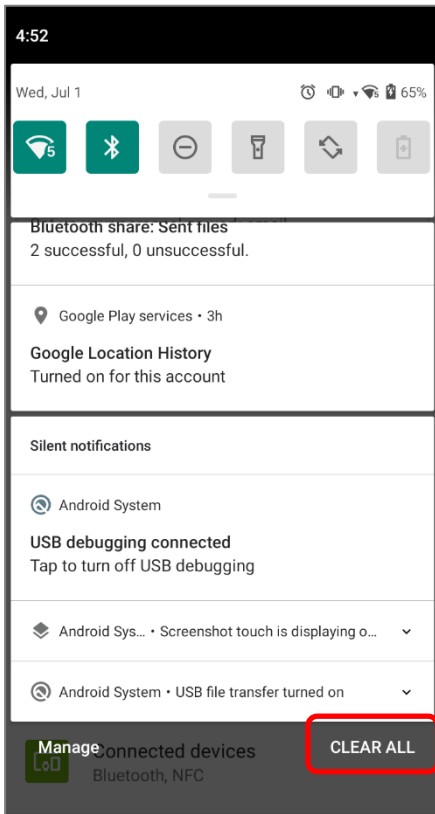 4:52
Wed, Jul 1
65%
5
Bluetooth share: Sent files
2 successful, 0 unsuccessful.
Google Play services • 3h
Google Location History
Turned on for this account
Silent notifications
Android System
USB debugging connected
Tap to turn off USB debugging
Android Sys... • Screenshot touch is displaying o...
Android System • USB file transfer turned on
Manage
CLEAR ALL
Connected devices
Bluetooth, NFC